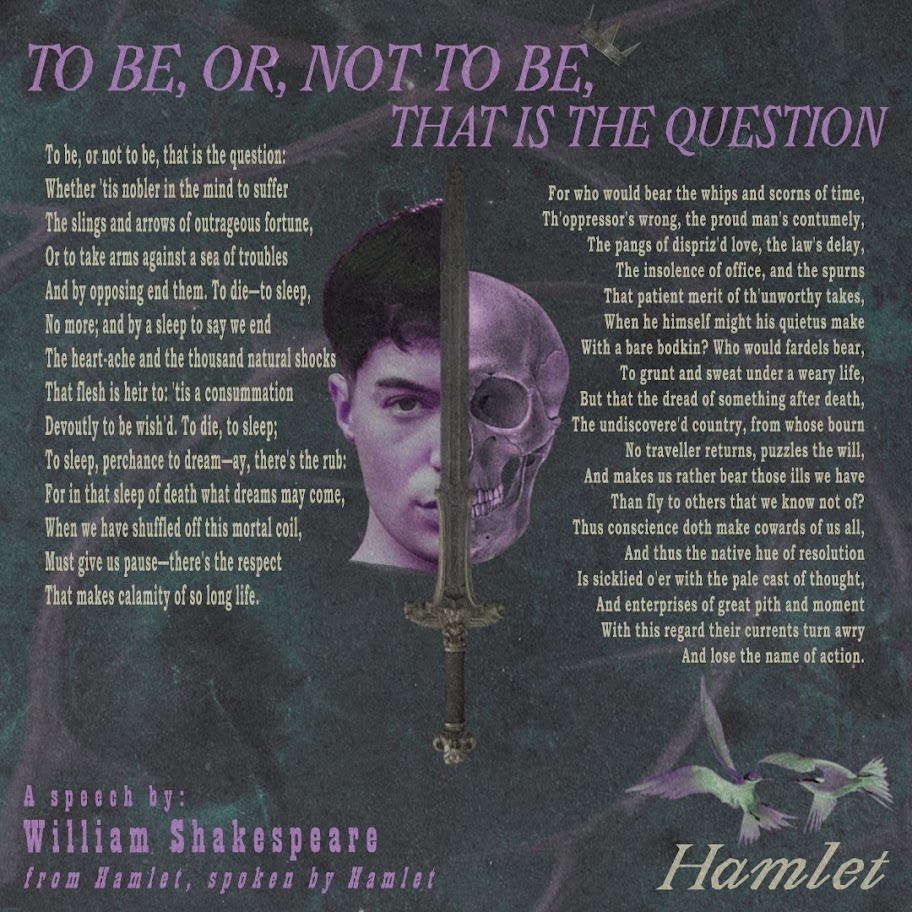 TO BE, OR, NOT TO BE,
THAT IS THE QUESTION
To be, or not to be, that is the question:
Whether 'tis nobler in the mind to suffer
The slings and arrows of outrageous fortune,
Or to take arms against a sea of troubles
And by opposing end them. To die—to sleep,
No more; and by a sleep to say we end
The heart-ache and the thousand natural shocks
That flesh is heir to: 'tis a consummation
Devoutly to be wish'd. To die, to sleep;
To sleep, perchance to dream—ay, there's the rub:
For in that sleep of death what dreams may come,
When we have shuffled off this mortal coil,
Must give us pause—there's the respect
That makes calamity of so long life.
For who would bear the whips and scorns of time,
Th'oppressor's wrong, the proud man's contumely,
The pangs of dispriz'd love, the law's delay,
The insolence of office, and the spurns
That patient merit of th'unworthy takes,
When he himself might his quietus make
With a bare bodkin? Who would fardels bear,
To grunt and sweat under a weary life,
But that the dread of something after death,
The undiscovere'd country, from whose bourn
No traveller returns, puzzles the will,
And makes us rather bear those ills we have
Than fly to others that we know not of?
Thus conscience doth make cowards of us all,
And thus the native hue of resolution
Is sicklied o'er with the pale cast of thought,
And enterprises of great pith and moment
With this regard their currents turn awry
And lose the name of action.
A speech by:
William Shakespeare
from Hamlet, spoken by Hamlet
Hamlet